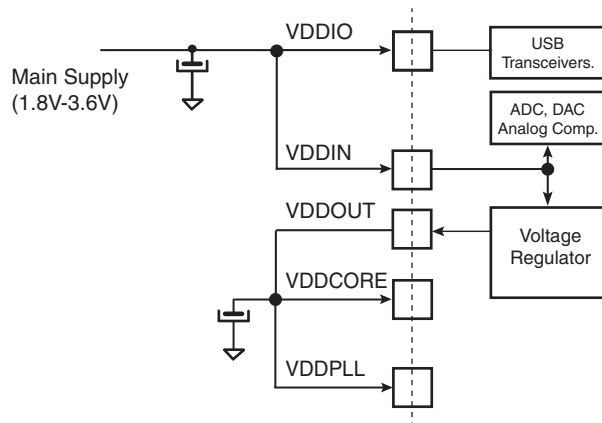 VDDIO
USB
Transceivers.
Main Supply
(1.8V-3.6V)
ADC, DAC
Analog Comp.
VDDIN
VDDOUT
Voltage
Regulator
VDDCORE
VDDPLL